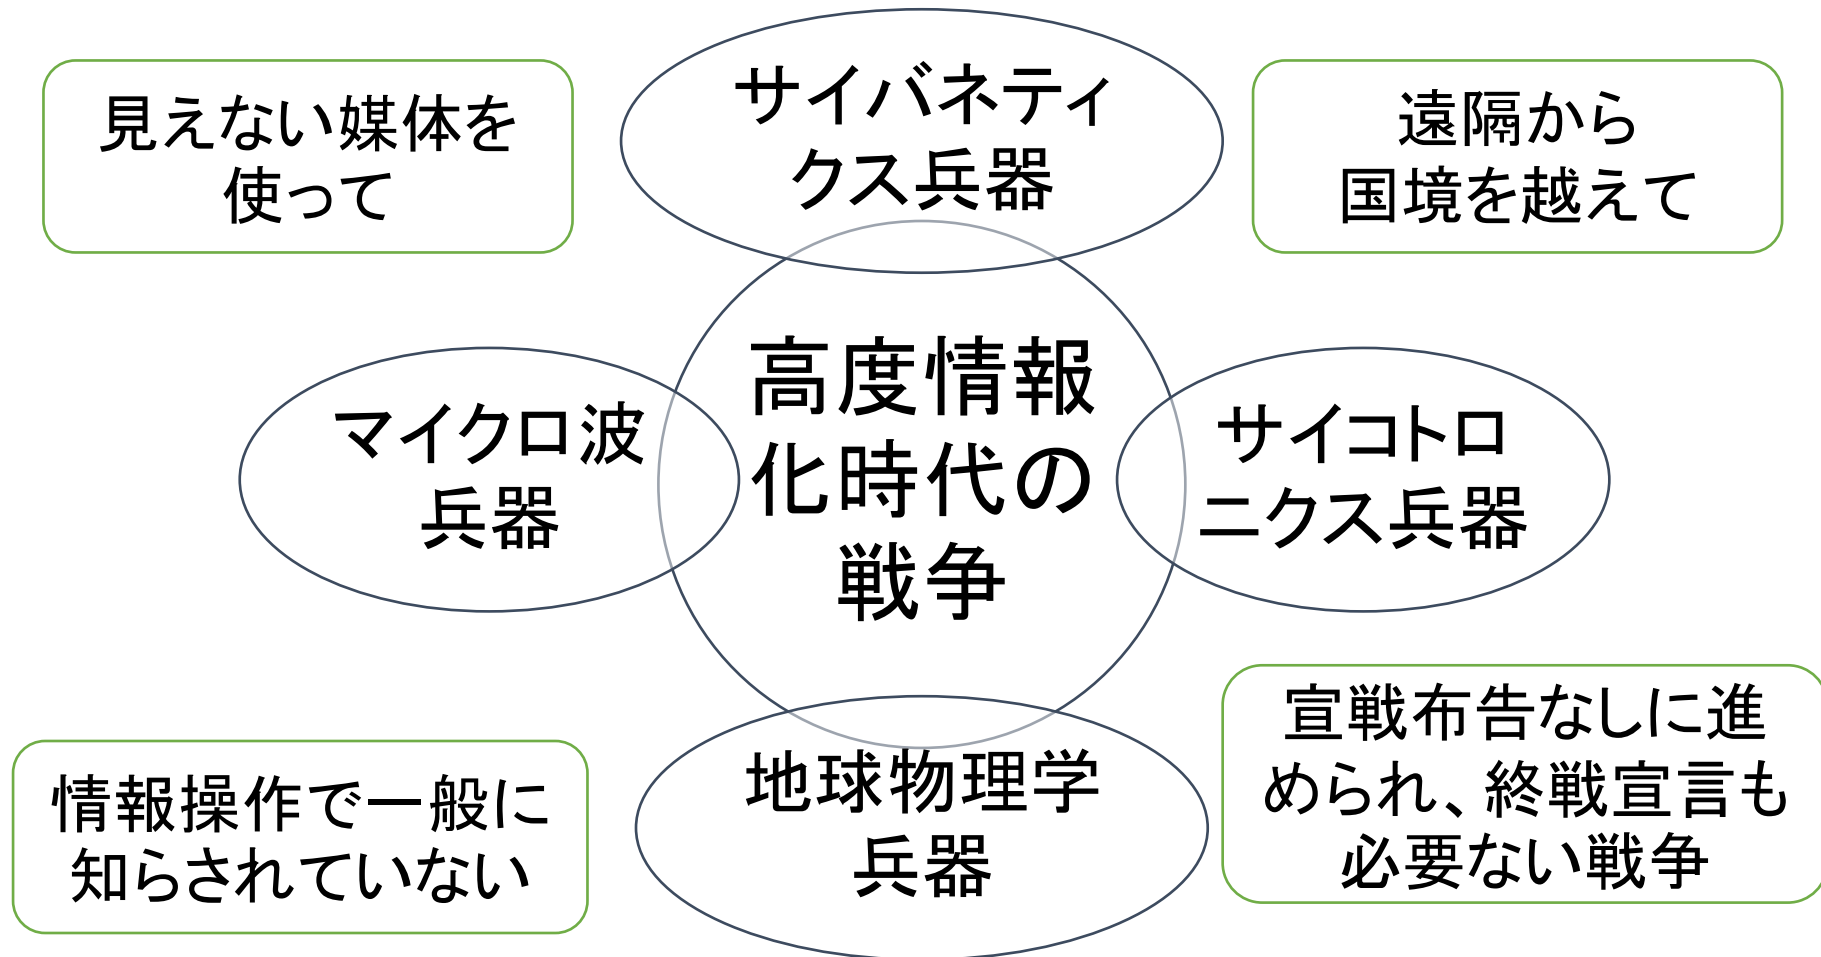 見えない媒体を
使って
サイバネティ
クス兵器
遠隔から
国境を越えて
マイクロ波
兵器
高度情報
化時代の
戦争
サイコトロ
ニクス兵器
情報操作で一般に
知らされていない
地球物理学
兵器
宣戦布告なしに進
められ、終戦宣言も
必要ない戦争